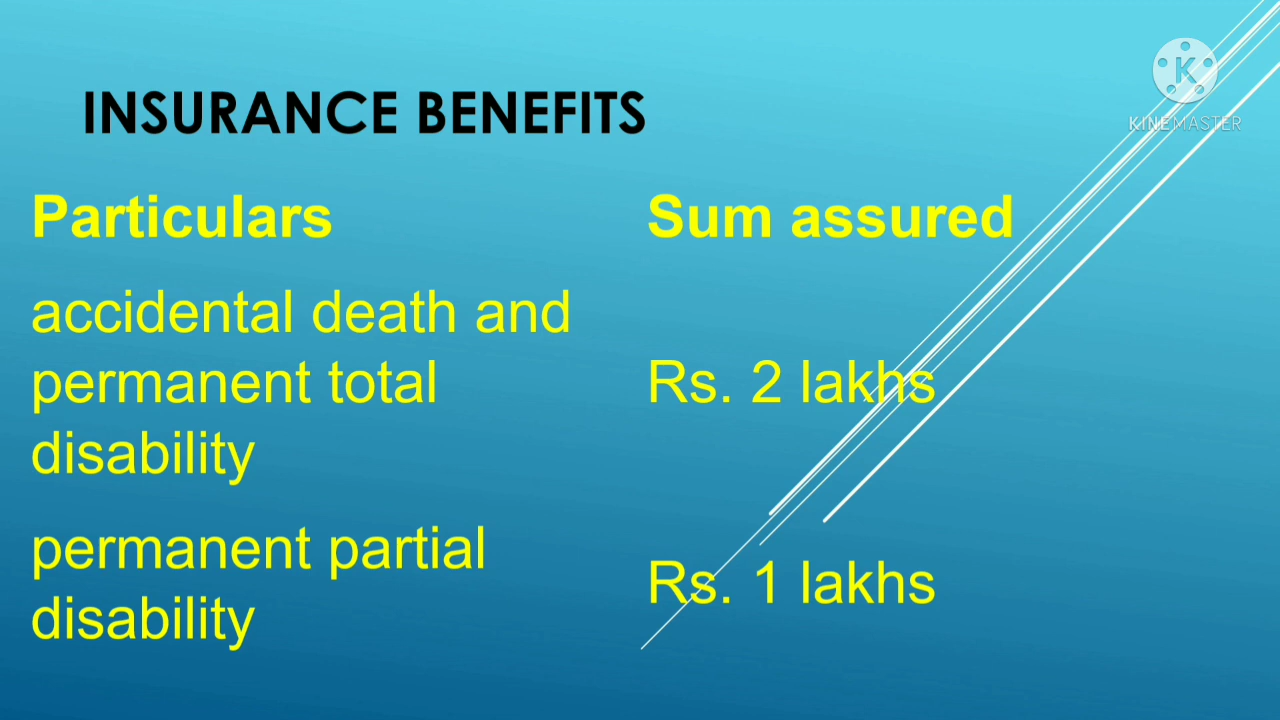 INSURANCE BENEFITS
K
KINEMASTER
Particulars
Sum assured
accidental death and
permanent total
disability
Rs. 2 lakhs
permanent partial
disability
Rs. 1 lakhs